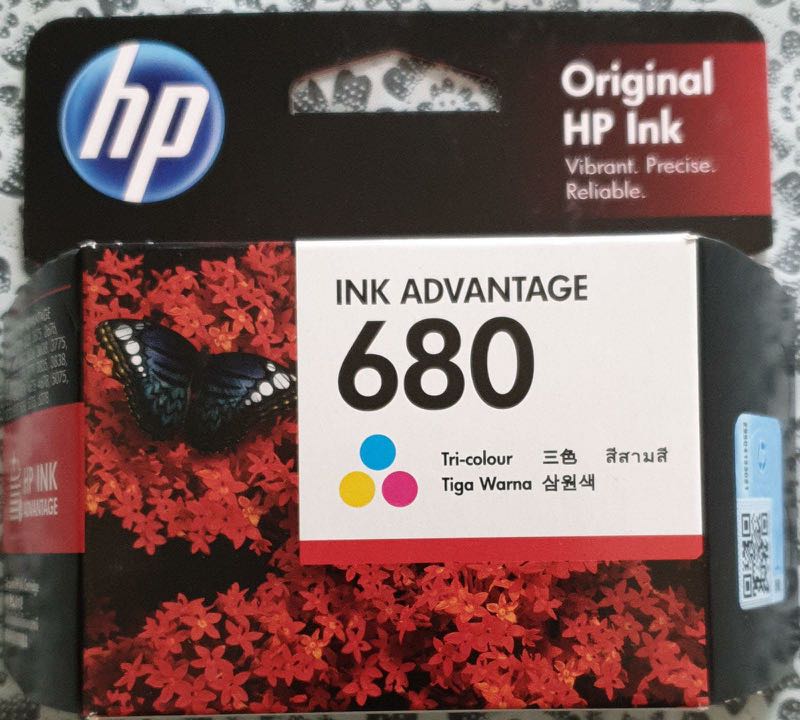 hp
Original
HP Ink
Vibrant. Precise.
Reliable.
INK ADVANTAGE
680
Tri-colour 三色 สีสามสี
Tiga Warna 삼원색
HP INK
ADVANTAGE